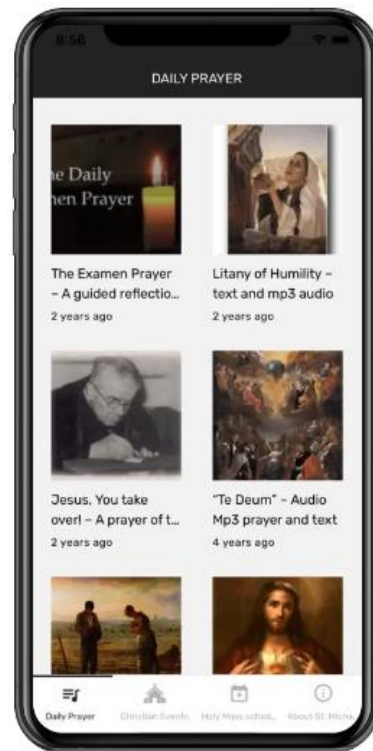 8:56
DAILY PRAYER
he Daily
men Prayer
The Examen Prayer
– A guided reflectio...
2 years ago
Litany of Humility –
text and mp3 audio
2 years ago
Jesus, You take
over! – A prayer of t...
2 years ago
“Te Deum” – Audio
Mp3 prayer and text
4 years ago
Daily Prayer
Christian Events
Holy Mass sched...
About St. Micha...